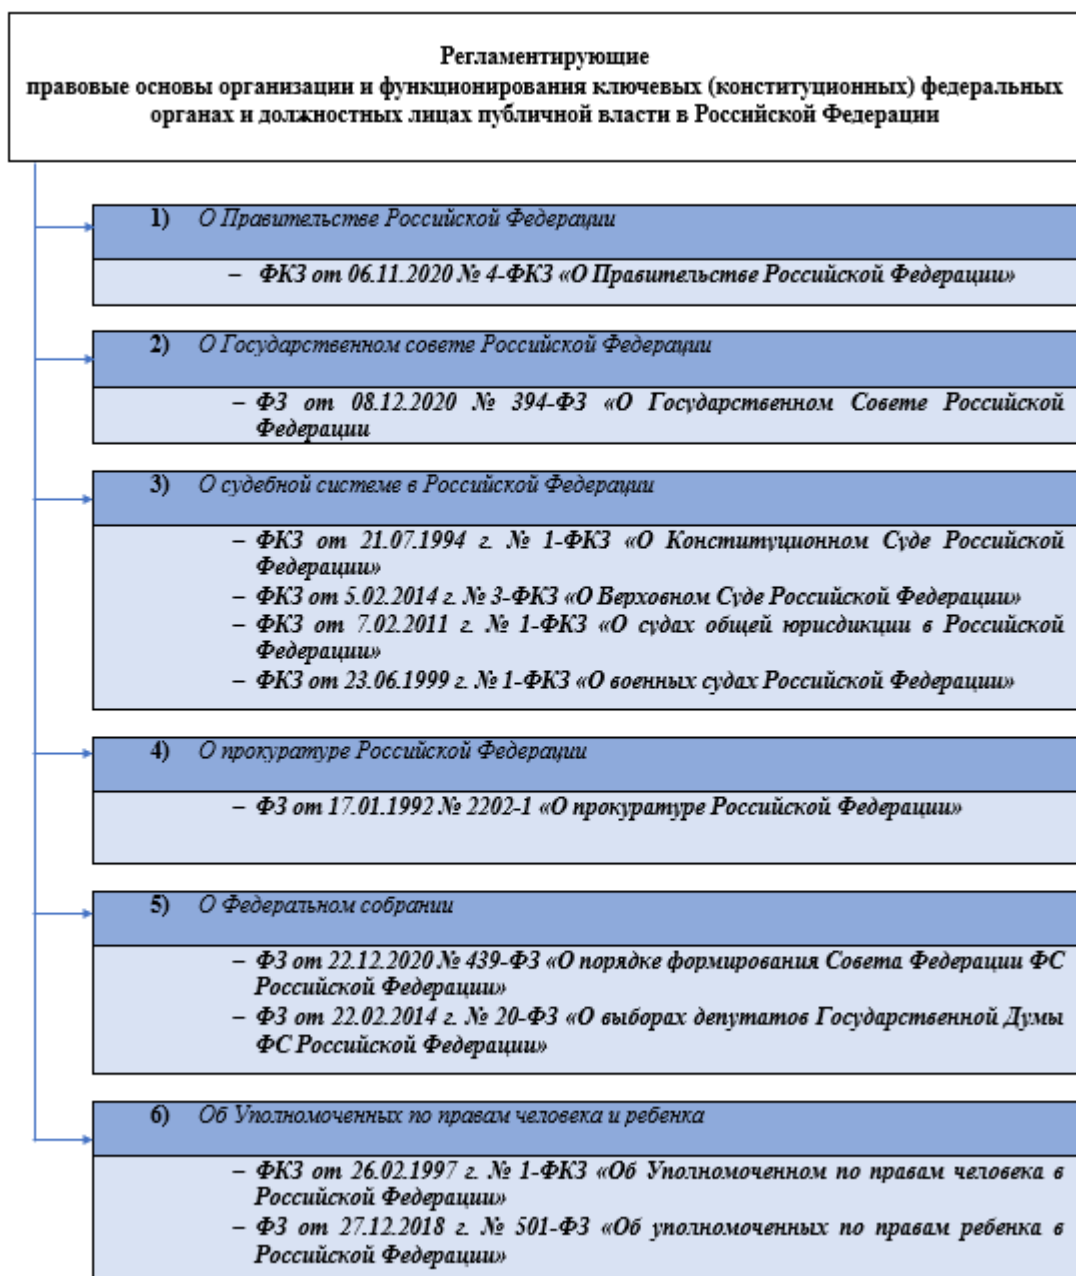 Регламентирующие
правовые основы организации и функционирования ключевых (конституционных) федеральных
органах и должностных лицах публичной власти в Российской Федерации
1) О Правительстве Российской Федерации
– ФКЗ от 06.11.2020 № 4-ФКЗ «О Правительстве Российской Федерации»
2) О Государственном совете Российской Федерации
– ФЗ от 08.12.2020 № 394-ФЗ «О Государственном Совете Российской
Федерации
3) О судебной системе в Российской Федерации
– ФКЗ от 21.07.1994 г. № 1-ФКЗ «О Конституционном Суде Российской
Федерации»
– ФКЗ от 5.02.2014 г. № 3-ФКЗ «О Верховном Суде Российской Федерации»
– ФКЗ от 7.02.2011 г. № 1-ФКЗ «О судах общей юрисдикции в Российской
Федерации»
– ФКЗ от 23.06.1999 г. № 1-ФКЗ «О военных судах Российской Федерации»
4) О прокуратуре Российской Федерации
– ФЗ от 17.01.1992 № 2202-1 «О прокуратуре Российской Федерации»
5) О Федеральном собрании
– ФЗ от 22.12.2020 № 439-ФЗ «О порядке формирования Совета Федерации ФС
Российской Федерации»
– ФЗ от 22.02.2014 г. № 20-ФЗ «О выборах депутатов Государственной Думы
ФС Российской Федерации»
6) Об Уполномоченных по правам человека и ребенка
– ФКЗ от 26.02.1997 г. № 1-ФКЗ «Об Уполномоченном по правам человека в
Российской Федерации»
– ФЗ от 27.12.2018 г. № 501-ФЗ «Об уполномоченных по правам ребенка в
Российской Федерации»